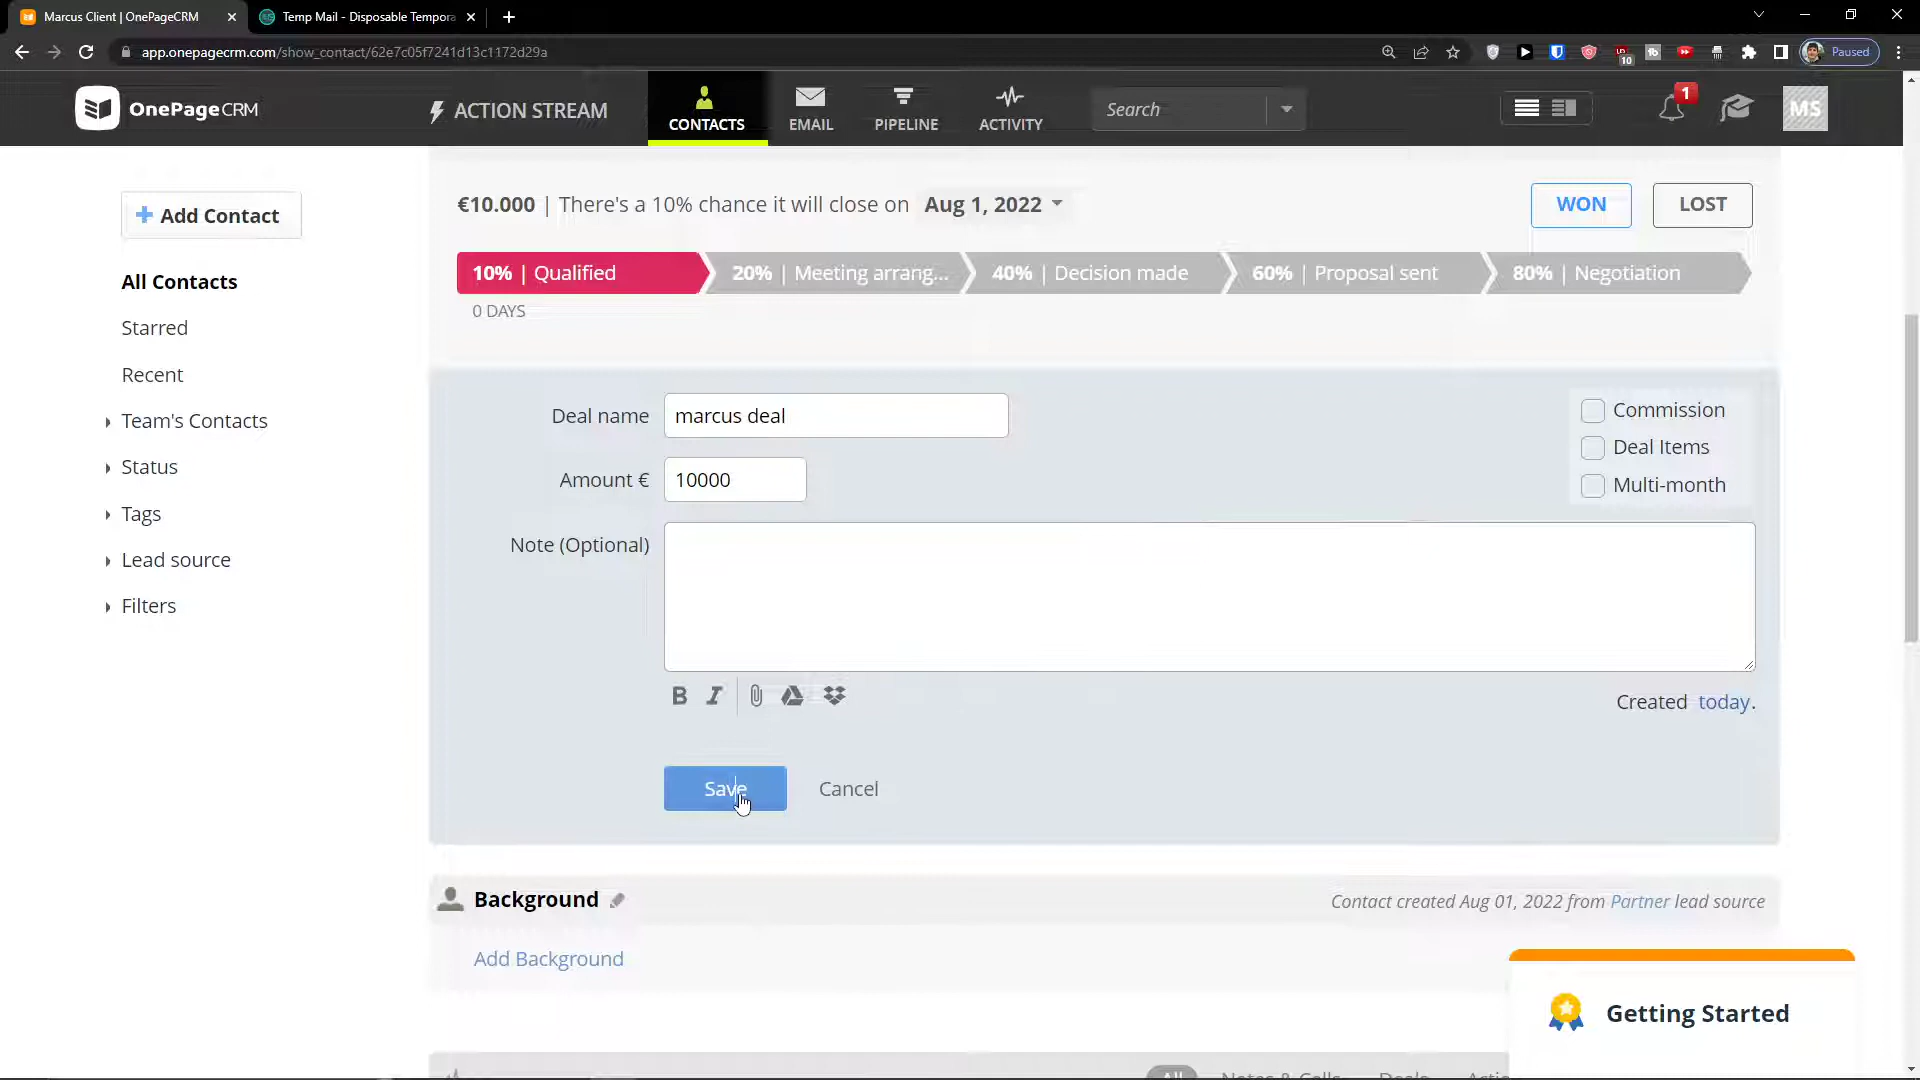 Marcus Client | OnePageCRM
Temp Mail - Disposable Tempora
app.onepagecrm.com/show_contact/62e7c05f7241d13c1172d29a
10
Paused
OnePageCRM
ACTION STREAM
CONTACTS
EMAIL
PIPELINE
ACTIVITY
Search
1
MS
Add Contact
All Contacts
Starred
Recent
Team's Contacts
Status
Tags
Lead source
Filters
€10.000 | There's a 10% chance it will close on Aug 1, 2022
WON
LOST
10% | Qualified
20% | Meeting arrang...
40% | Decision made
60% | Proposal sent
80% | Negotiation
0 DAYS
Deal name
marcus deal
Commission
Deal Items
Multi-month
Amount €
10000
Note (Optional)
B I
Created today.
Save
Cancel
Background
Contact created Aug 01, 2022 from Partner lead source
Add Background
Getting Started
All
Notes & Calls
Deals